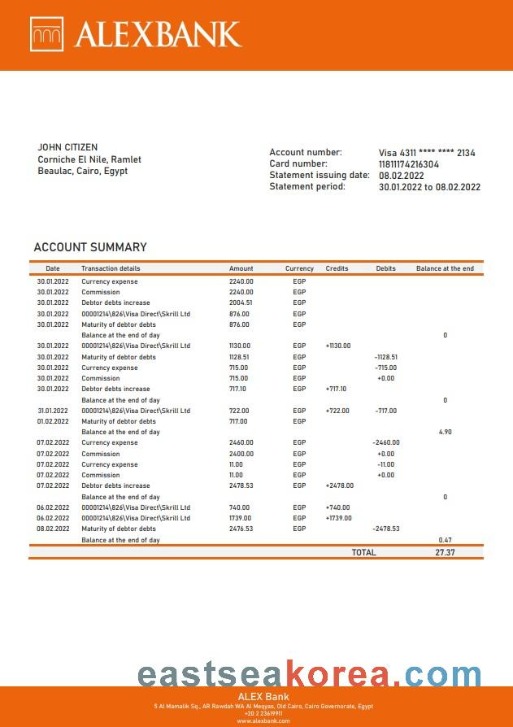 ALEXBANK
JOHN CITIZEN
Corniche El Nile, Ramlet
Beaulac, Cairo, Egypt
Account number: Visa 4311 **** **** 2134
Card number: 11811174216304
Statement issuing date: 08.02.2022
Statement period: 30.01.2022 to 08.02.2022
ACCOUNT SUMMARY
Date Transaction details Amount Currency Credits Debits Balance at the end
30.01.2022 Currency expense 2240.00 EGP
30.01.2022 Commission 2240.00 EGP
30.01.2022 Debtor debts increase 2004.51 EGP
30.01.2022 00001214\826\Visa Direct\Skrill Ltd 876.00 EGP
30.01.2022 Maturity of debtor debts 876.00 EGP
Balance at the end of day 0
30.01.2022 00001214\826\Visa Direct\Skrill Ltd 1130.00 EGP +1130.00
30.01.2022 Maturity of debtor debts 1128.51 EGP -1128.51
30.01.2022 Currency expense 715.00 EGP -715.00
30.01.2022 Commission 715.00 EGP +0.00
30.01.2022 Debtor debts increase 717.10 EGP +717.10
Balance at the end of day 0
31.01.2022 00001214\826\Visa Direct\Skrill Ltd 722.00 EGP +722.00 -717.00
01.02.2022 Maturity of debtor debts 717.00 EGP
Balance at the end of day 4.90
07.02.2022 Currency expense 2460.00 EGP -2460.00
07.02.2022 Commission 2400.00 EGP +0.00
07.02.2022 Currency expense 11.00 EGP -11.00
07.02.2022 Commission 11.00 EGP +0.00
07.02.2022 Debtor debts increase 2478.53 EGP +2478.00
Balance at the end of day 0
06.02.2022 00001214\826\Visa Direct\Skrill Ltd 740.00 EGP +740.00
06.02.2022 00001214\826\Visa Direct\Skrill Ltd 1739.00 EGP +1739.00
08.02.2022 Maturity of debtor debts 2476.53 EGP -2478.53
Balance at the end of day 0.47
TOTAL 27.37
eastseakorea.com
ALEX Bank
5 Al Mamalik Sq., AR Rawdah WA Al Meqyas, Old Cairo, Cairo Governorate, Egypt
+20 2 23619911
www.alexbank.com